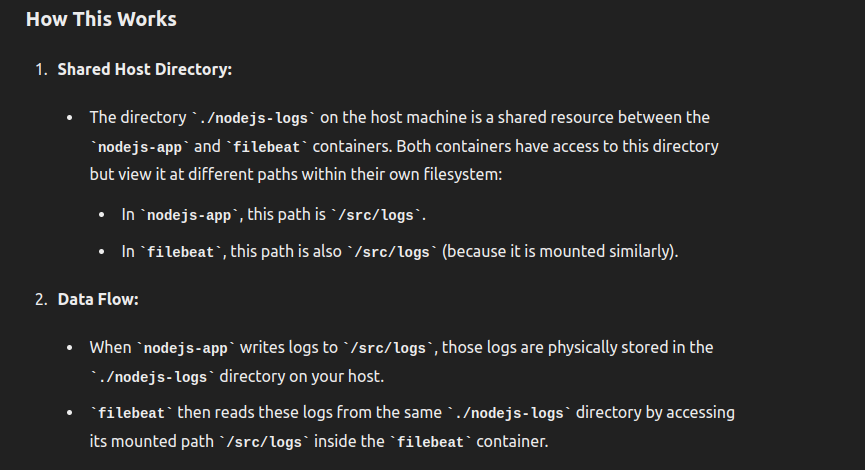 How This Works
1. Shared Host Directory:
• The directory `./nodejs-logs` on the host machine is a shared resource between the
`nodejs-app` and `filebeat` containers. Both containers have access to this directory
but view it at different paths within their own filesystem:
• In `nodejs-app`, this path is `/src/logs`.
• In `filebeat`, this path is also `/src/logs` (because it is mounted similarly).
2. Data Flow:
• When `nodejs-app` writes logs to `/src/logs`, those logs are physically stored in the
`./nodejs-logs` directory on your host.
• `filebeat` then reads these logs from the same `./nodejs-logs` directory by accessing
its mounted path `/src/logs` inside the `filebeat` container.